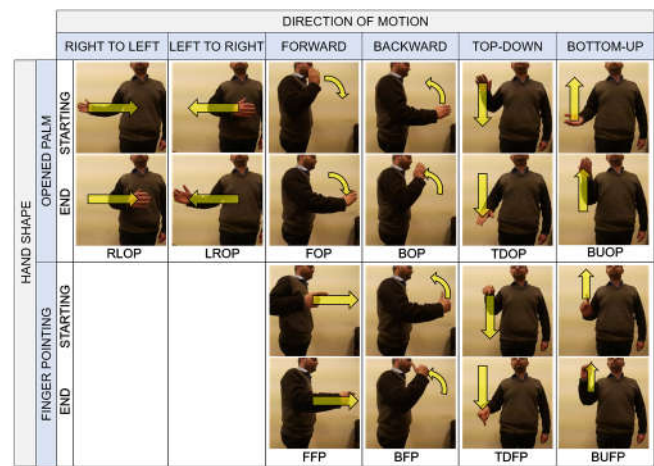 DIRECTION OF MOTION
RIGHT TO LEFT LEFT TO RIGHT FORWARD BACKWARD TOP-DOWN BOTTOM-UP
HAND SHAPE
OPENED PALM
STARTING
END
RLOP LROP FOP BOP TDOP BUOP
FINGER POINTING
STARTING
END
FFP BFP TDFP BUFP